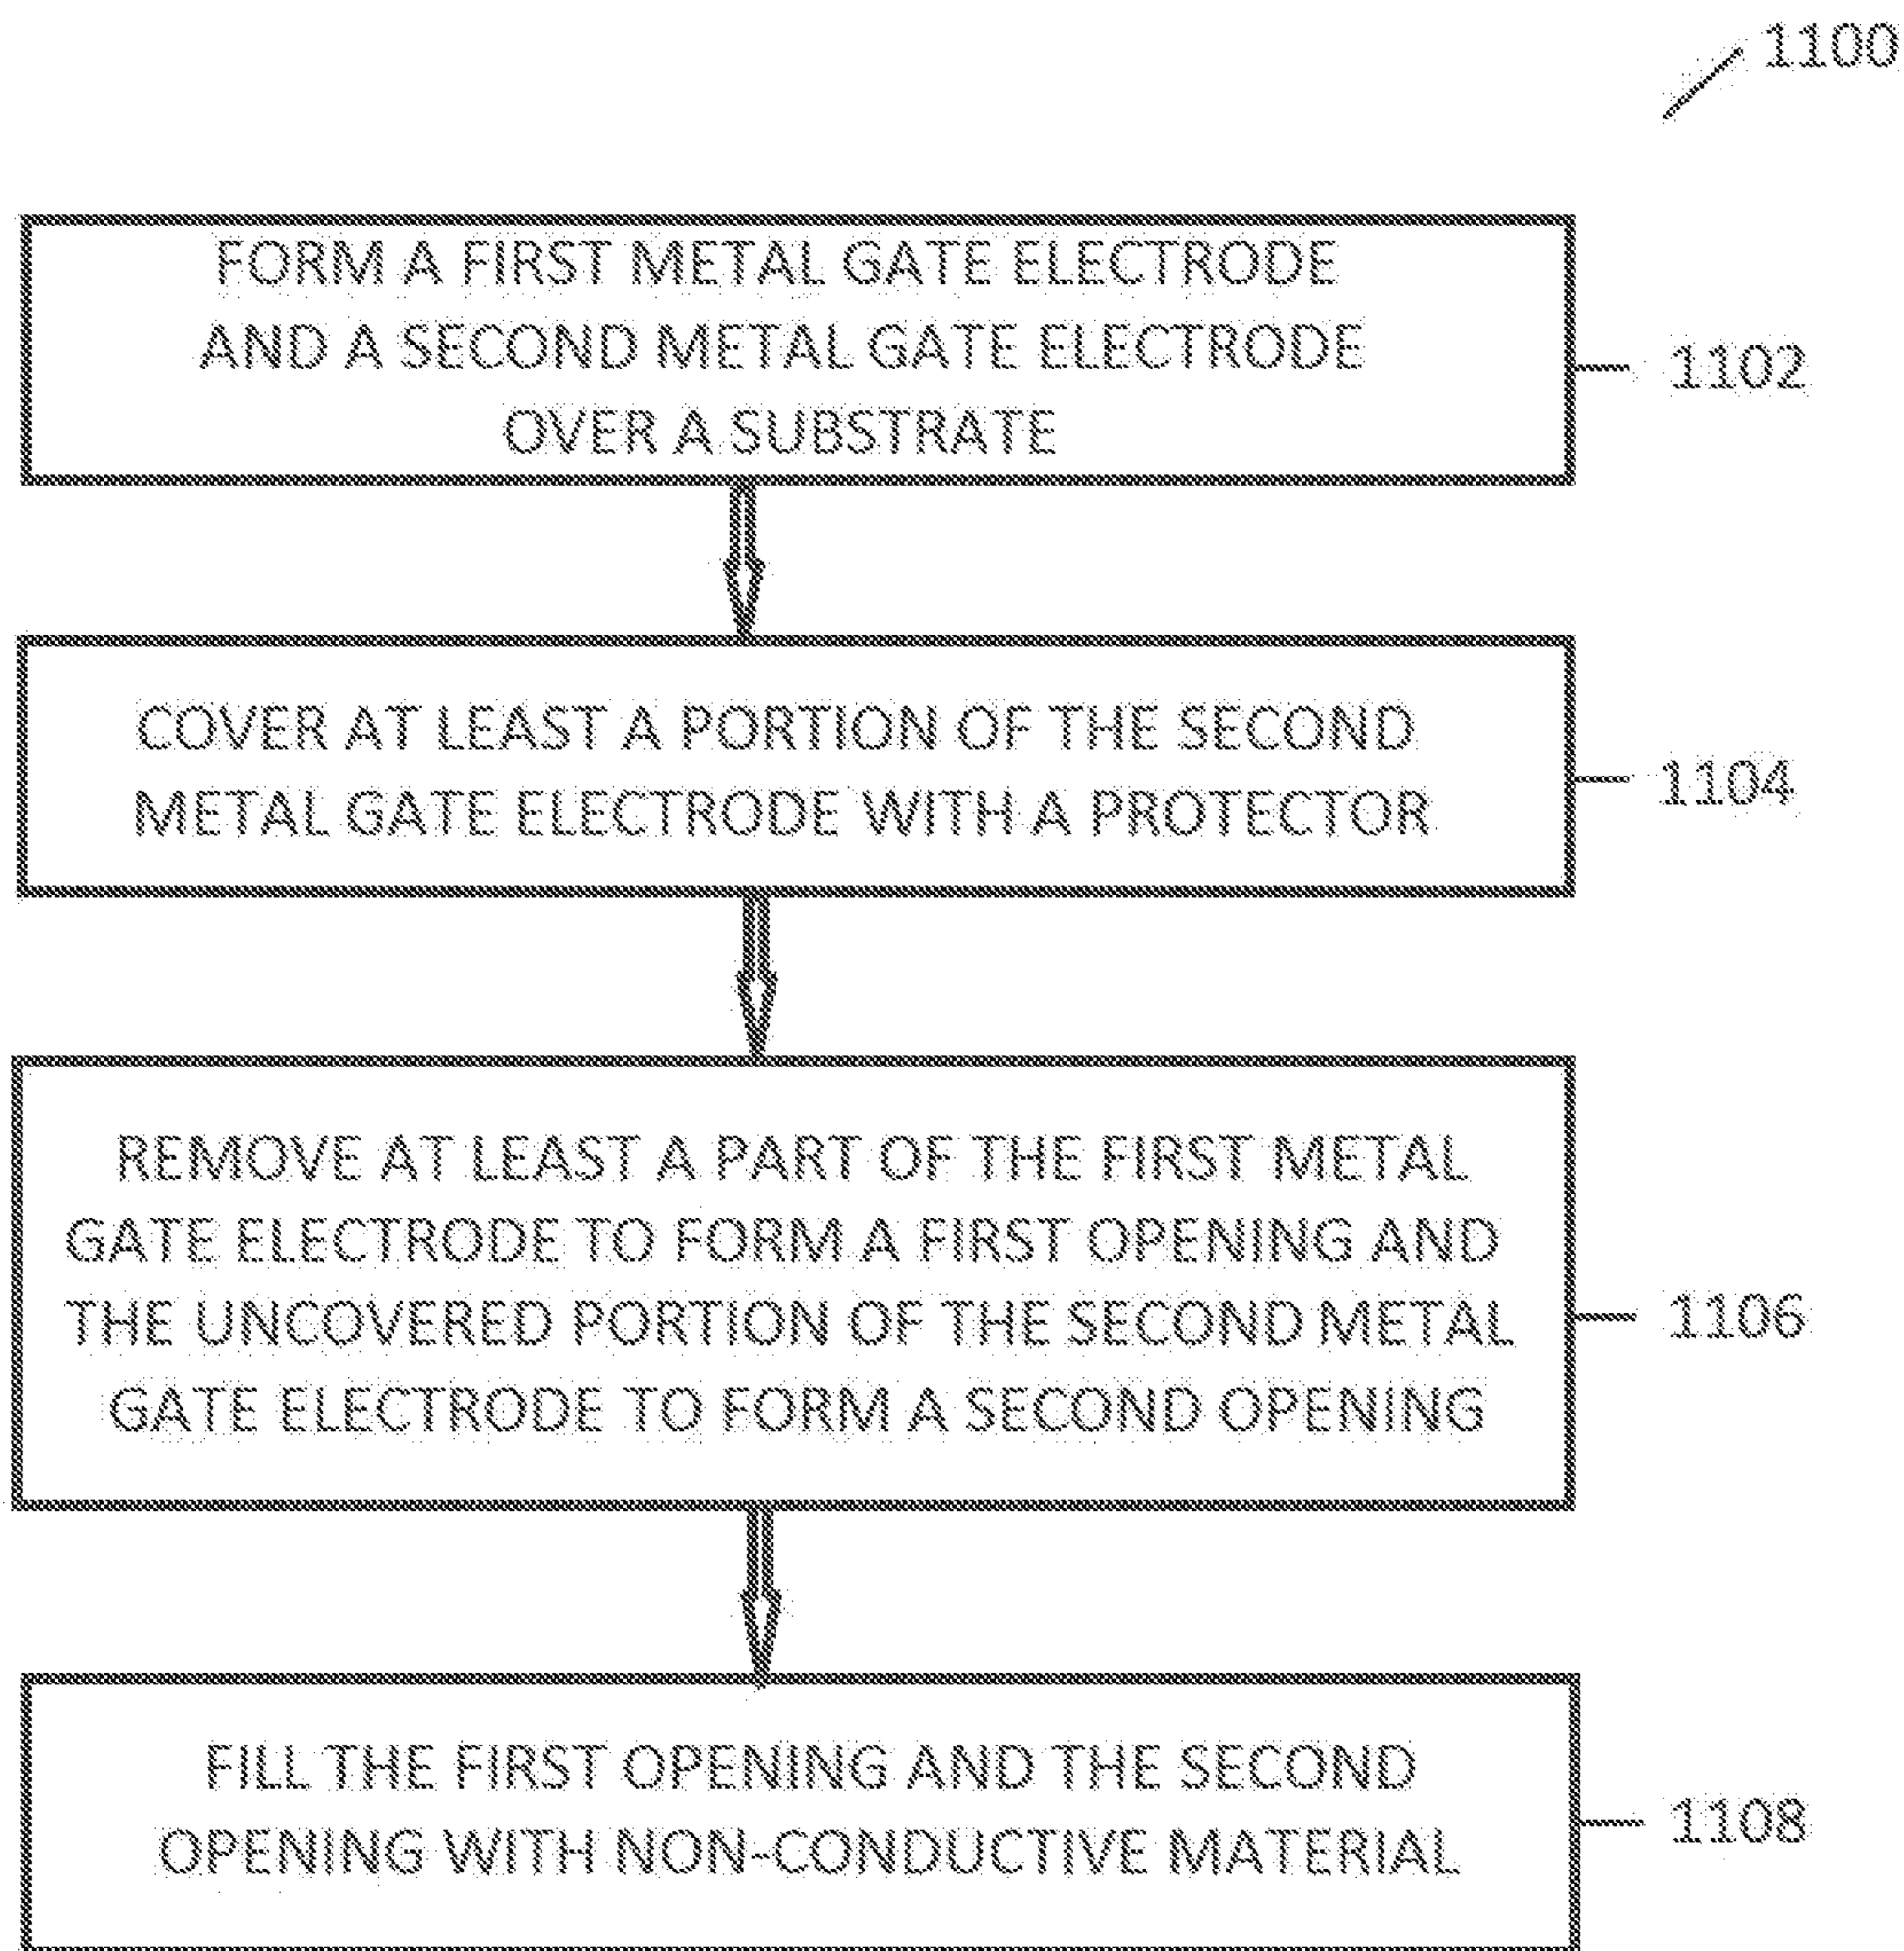 1100
FORM A FIRST METAL GATE ELECTRODE
AND A SECOND METAL GATE ELECTRODE
OVER A SUBSTRATE
1102
COVER AT LEAST A PORTION OF THE SECOND
METAL GATE ELECTRODE WITH A PROTECTOR
1104
REMOVE AT LEAST A PART OF THE FIRST METAL
GATE ELECTRODE TO FORM A FIRST OPENING AND
THE UNCOVERED PORTION OF THE SECOND METAL
GATE ELECTRODE TO FORM A SECOND OPENING
1106
FILL THE FIRST OPENING AND THE SECOND
OPENING WITH NON-CONDUCTIVE MATERIAL
1108